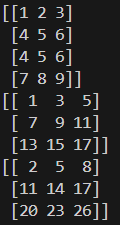 [[1 2 3]
 [4 5 6]
 [4 5 6]
 [7 8 9]]
[[ 1  3  5]
 [ 7  9 11]
 [13 15 17]]
[[ 2  5  8]
 [11 14 17]
 [20 23 26]]